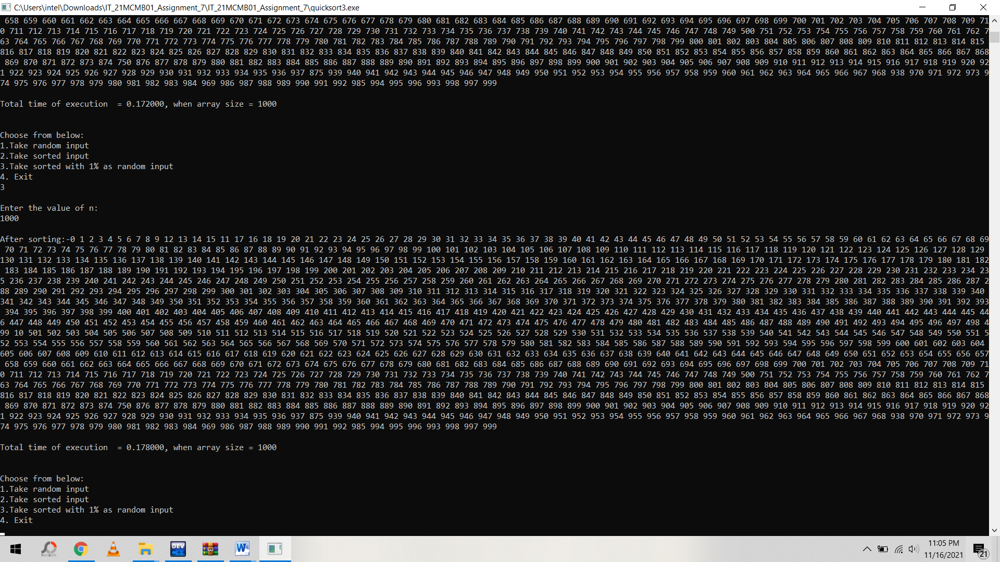 C:\Users\intel\Downloads\IT_21MCMB01_Assignment_7\IT_21MCMB01_Assignment_7\quicksort3.exe
658 659 660 661 662 663 664 665 666 667 668 669 670 671 672 673 674 675 676 677 678 679 680 681 682 683 684 685 686 687 688 689 690 691 692 693 694 695 696 697 698 699 700 701 702 703 704 705 706 707 708 709 71
0 711 712 713 714 715 716 717 718 719 720 721 722 723 724 725 726 727 728 729 730 731 732 733 734 735 736 737 738 739 740 741 742 743 744 745 746 747 748 749 500 751 752 753 754 755 756 757 758 759 760 761 762 7
63 764 765 766 767 768 769 770 771 772 773 774 775 776 777 778 779 780 781 782 783 784 785 786 787 788 789 790 791 792 793 794 795 796 797 798 799 800 801 802 803 804 805 806 807 808 809 810 811 812 813 814 815
816 817 818 819 820 821 822 823 824 825 826 827 828 829 830 831 832 833 834 835 836 837 838 839 840 841 842 843 844 845 846 847 848 849 850 851 852 853 854 855 856 857 858 859 860 861 862 863 864 865 866 867 868
869 870 871 872 873 874 750 876 877 878 879 880 881 882 883 884 885 886 887 888 889 890 891 892 893 894 895 896 897 898 899 900 901 902 903 904 905 906 907 908 909 910 911 912 913 914 915 916 917 918 919 920 92
1 922 923 924 925 926 927 928 929 930 931 932 933 934 935 936 937 875 939 940 941 942 943 944 945 946 947 948 949 950 951 952 953 954 955 956 957 958 959 960 961 962 963 964 965 966 967 968 938 970 971 972 973 9
74 975 976 977 978 979 980 981 982 983 984 969 986 987 988 989 990 991 992 985 994 995 996 993 998 997 999
Total time of execution  = 0.172000, when array size = 1000
Choose from below:
1.Take random input
2.Take sorted input
3.Take sorted with 1% as random input
4. Exit
3
Enter the value of n:
1000
After sorting:-0 1 2 3 4 5 6 7 8 9 12 13 14 15 11 17 16 18 19 20 21 22 23 24 25 26 27 28 29 30 31 32 33 34 35 36 37 38 39 40 41 42 43 44 45 46 47 48 49 50 51 52 53 54 55 56 57 58 59 60 61 62 63 64 65 66 67 68 69
70 71 72 73 74 75 76 77 78 79 80 81 82 83 84 85 86 87 88 89 90 91 92 93 94 95 96 97 98 99 100 101 102 103 104 105 106 107 108 109 110 111 112 113 114 115 116 117 118 119 120 121 122 123 124 125 126 127 128 129
130 131 132 133 134 135 136 137 138 139 140 141 142 143 144 145 146 147 148 149 150 151 152 153 154 155 156 157 158 159 160 161 162 163 164 165 166 167 168 169 170 171 172 173 174 175 176 177 178 179 180 181 182
183 184 185 186 187 188 189 190 191 192 193 194 195 196 197 198 199 200 201 202 203 204 205 206 207 208 209 210 211 212 213 214 215 216 217 218 219 220 221 222 223 224 225 226 227 228 229 230 231 232 233 234 23
5 236 237 238 239 240 241 242 243 244 245 246 247 248 249 250 251 252 253 254 255 256 257 258 259 260 261 262 263 264 265 266 267 268 269 270 271 272 273 274 275 276 277 278 279 280 281 282 283 284 285 286 287 2
88 289 290 291 292 293 294 295 296 297 298 299 300 301 302 303 304 305 306 307 308 309 310 311 312 313 314 315 316 317 318 319 320 321 322 323 324 325 326 327 328 329 330 331 332 333 334 335 336 337 338 339 340
341 342 343 344 345 346 347 348 349 350 351 352 353 354 355 356 357 358 359 360 361 362 363 364 365 366 367 368 369 370 371 372 373 374 375 376 377 378 379 380 381 382 383 384 385 386 387 388 389 390 391 392 393
394 395 396 397 398 399 400 401 402 403 404 405 406 407 408 409 410 411 412 413 414 415 416 417 418 419 420 421 422 423 424 425 426 427 428 429 430 431 432 433 434 435 436 437 438 439 440 441 442 443 444 445 44
6 447 448 449 450 451 452 453 454 455 456 457 458 459 460 461 462 463 464 465 466 467 468 469 470 471 472 473 474 475 476 477 478 479 480 481 482 483 484 485 486 487 488 489 490 491 492 493 494 495 496 497 498 4
99 10 501 502 503 504 505 506 507 508 509 510 511 512 513 514 515 516 517 518 519 520 521 522 523 524 525 526 527 528 529 530 531 532 533 534 535 536 537 538 539 540 541 542 543 544 545 546 547 548 549 550 551 5
52 553 554 555 556 557 558 559 560 561 562 563 564 565 566 567 568 569 570 571 572 573 574 575 576 577 578 579 580 581 582 583 584 585 586 587 588 589 590 591 592 593 594 595 596 597 598 599 600 601 602 603 604
605 606 607 608 609 610 611 612 613 614 615 616 617 618 619 620 621 622 623 624 625 626 627 628 629 630 631 632 633 634 635 636 637 638 639 640 641 642 643 644 645 646 647 648 649 650 651 652 653 654 655 656 657
658 659 660 661 662 663 664 665 666 667 668 669 670 671 672 673 674 675 676 677 678 679 680 681 682 683 684 685 686 687 688 689 690 691 692 693 694 695 696 697 698 699 700 701 702 703 704 705 706 707 708 709 71
0 711 712 713 714 715 716 717 718 719 720 721 722 723 724 725 726 727 728 729 730 731 732 733 734 735 736 737 738 739 740 741 742 743 744 745 746 747 748 749 500 751 752 753 754 755 756 757 758 759 760 761 762 7
63 764 765 766 767 768 769 770 771 772 773 774 775 776 777 778 779 780 781 782 783 784 785 786 787 788 789 790 791 792 793 794 795 796 797 798 799 800 801 802 803 804 805 806 807 808 809 810 811 812 813 814 815
816 817 818 819 820 821 822 823 824 825 826 827 828 829 830 831 832 833 834 835 836 837 838 839 840 841 842 843 844 845 846 847 848 849 850 851 852 853 854 855 856 857 858 859 860 861 862 863 864 865 866 867 868
869 870 871 872 873 874 750 876 877 878 879 880 881 882 883 884 885 886 887 888 889 890 891 892 893 894 895 896 897 898 899 900 901 902 903 904 905 906 907 908 909 910 911 912 913 914 915 916 917 918 919 920 92
1 922 923 924 925 926 927 928 929 930 931 932 933 934 935 936 937 875 939 940 941 942 943 944 945 946 947 948 949 950 951 952 953 954 955 956 957 958 959 960 961 962 963 964 965 966 967 968 938 970 971 972 973 9
74 975 976 977 978 979 980 981 982 983 984 969 986 987 988 989 990 991 992 985 994 995 996 993 998 997 999
Total time of execution  = 0.178000, when array size = 1000
Choose from below:
1.Take random input
2.Take sorted input
3.Take sorted with 1% as random input
4. Exit
DEV
11:05 PM
11/16/2021
21